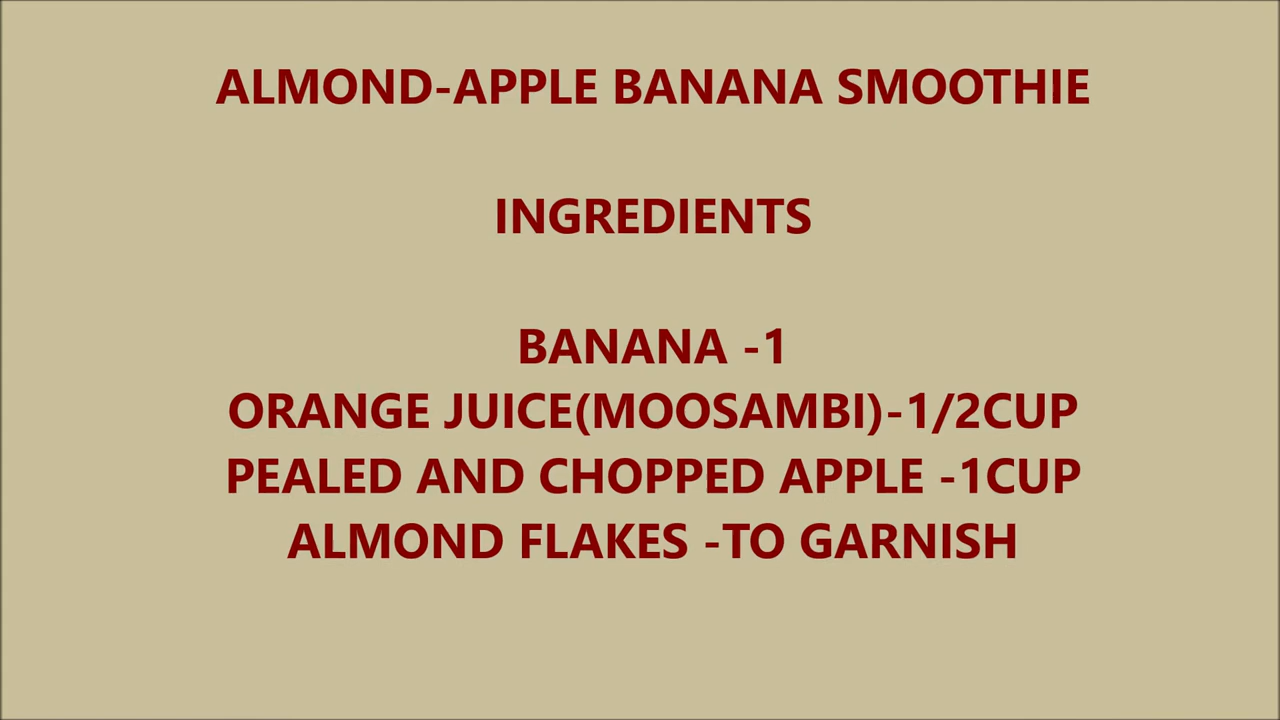 ALMOND-APPLE BANANA SMOOTHIE
INGREDIENTS
BANANA -1
ORANGE JUICE(MOOSAMBI)-1/2CUP
PEALED AND CHOPPED APPLE -1CUP
ALMOND FLAKES -TO GARNISH